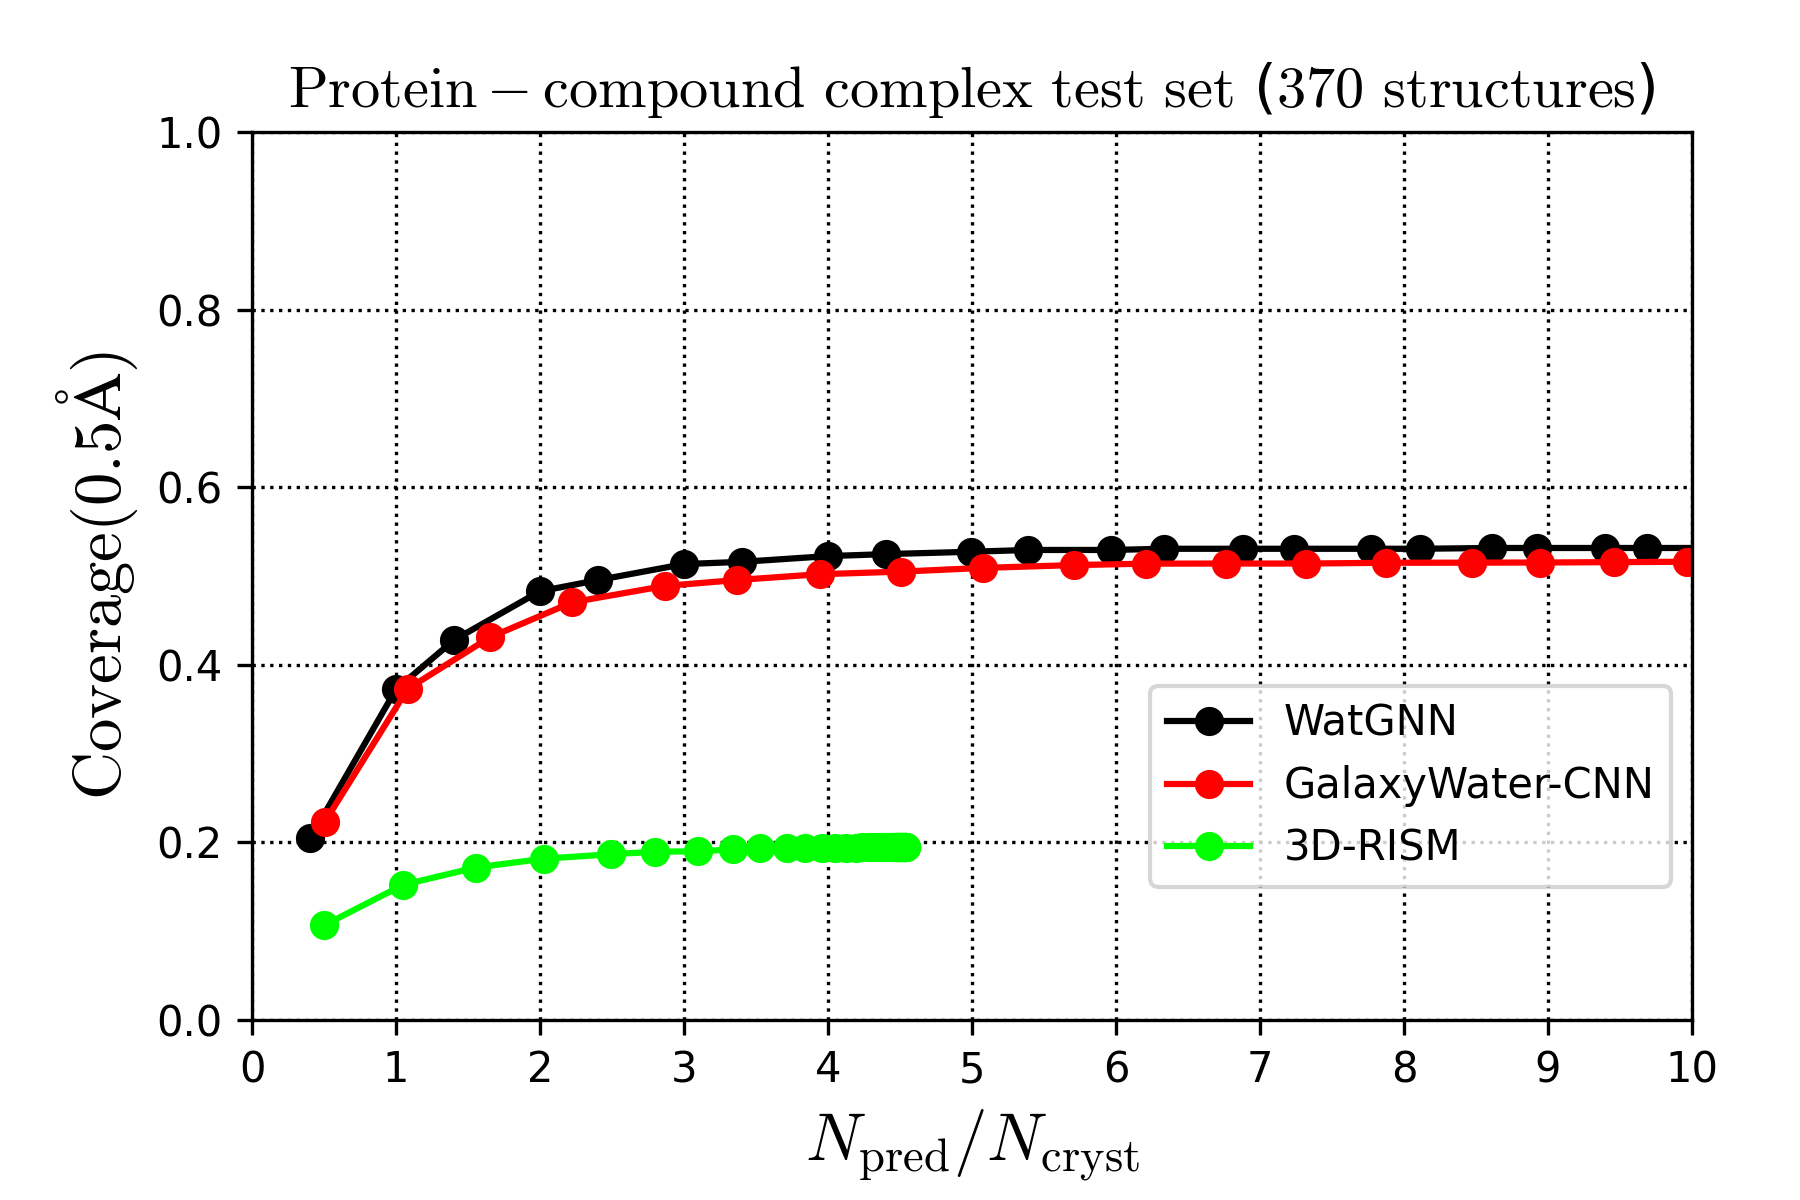 Protein − compound complex test set (370 structures)
1.0
0.8
0.6
0.4
0.2
0.0
Coverage(0.5Å)
0 1 2 3 4 5 6 7 8 9 10
N_pred/N_cryst
WatGNN
GalaxyWater-CNN
3D-RISM